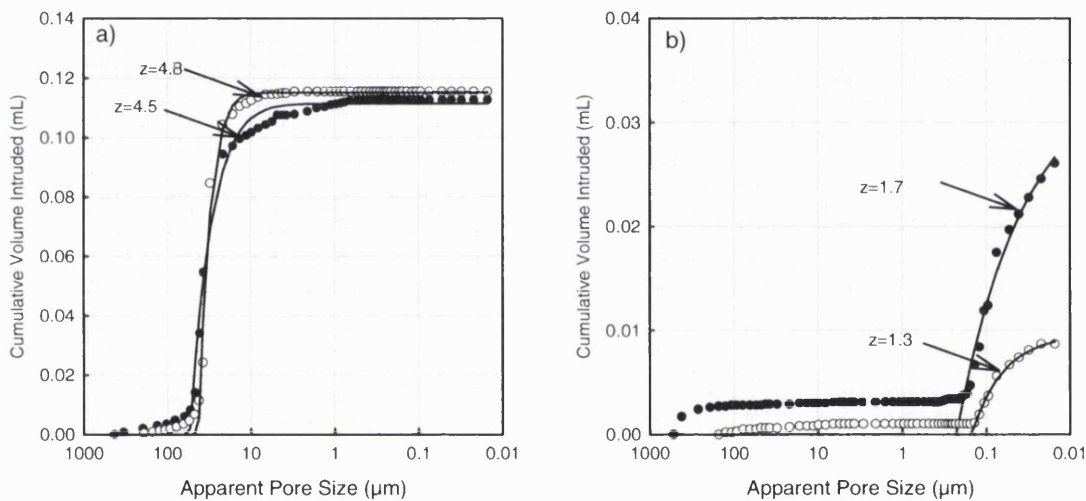 a)
z=4.8
z=4.5
0.14
0.12
0.10
0.08
0.06
0.04
0.02
0.00
Cumulative Volume Intruded (mL)
1000 100 10 1 0.1 0.01
Apparent Pore Size (µm)
b)
z=1.7
z=1.3
0.04
0.03
0.02
0.01
0.00
Cumulative Volume Intruded (mL)
1000 100 10 1 0.1 0.01
Apparent Pore Size (µm)